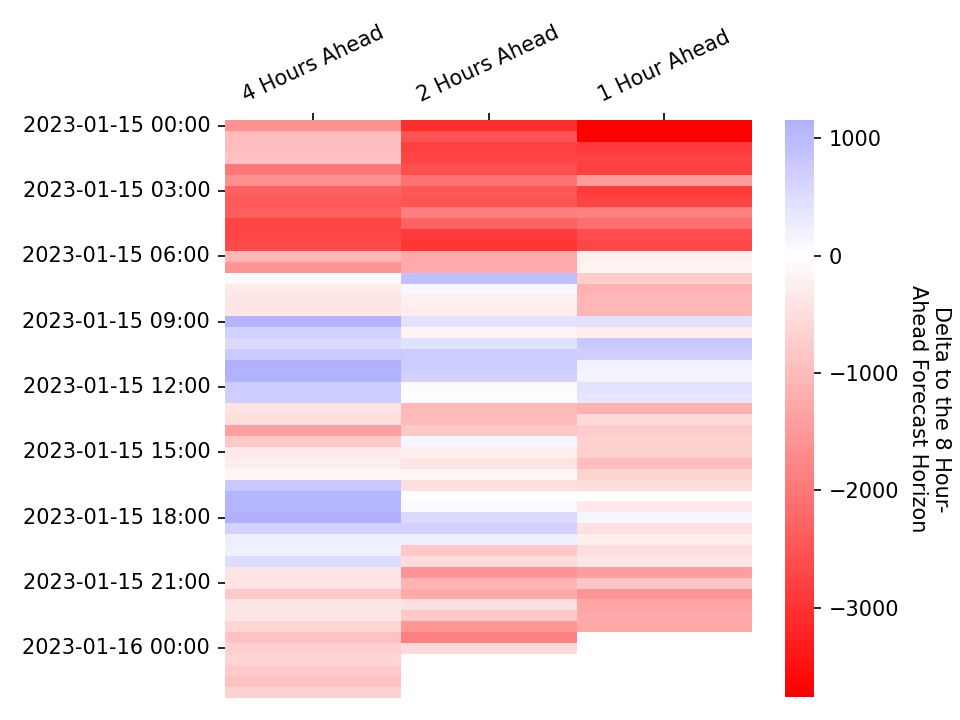 4 Hours Ahead
2 Hours Ahead
1 Hour Ahead
2023-01-15 00:00
2023-01-15 03:00
2023-01-15 06:00
2023-01-15 09:00
2023-01-15 12:00
2023-01-15 15:00
2023-01-15 18:00
2023-01-15 21:00
2023-01-16 00:00
1000
0
−1000
−2000
−3000
Delta to the 8 Hour-
Ahead Forecast Horizon